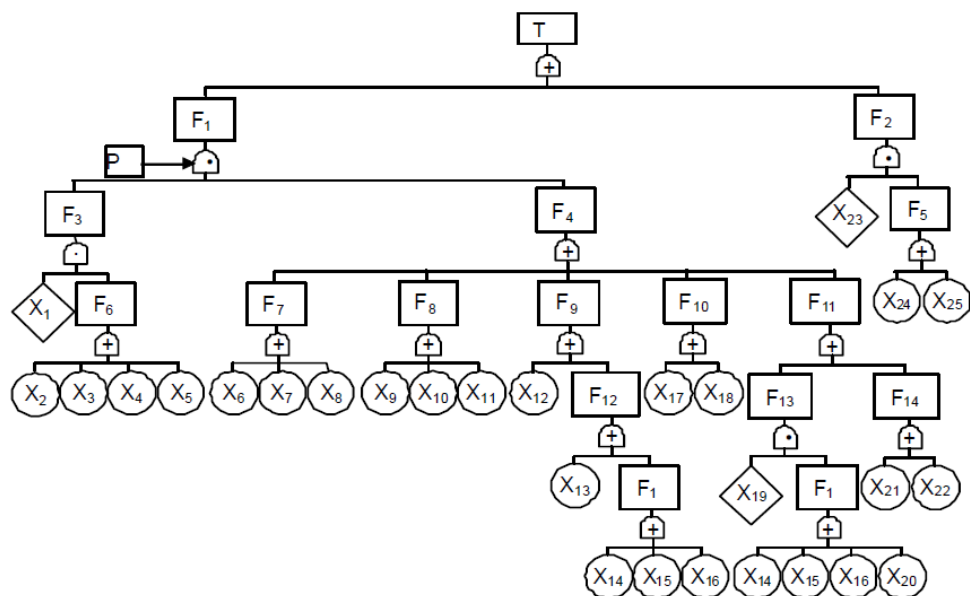 T
+
F₁
F₂
P
•
•
F₃
F₄
X₂₃
F₅
·
+
+
X₁
F₆
F₇
F₈
F₉
F₁₀
F₁₁
X₂₄
X₂₅
+
+
+
+
+
+
X₂
X₃
X₄
X₅
X₆
X₇
X₈
X₉
X₁₀
X₁₁
X₁₂
F₁₂
X₁₇
X₁₈
F₁₃
F₁₄
+
•
+
X₁₃
F₁
X₁₉
F₁
X₂₁
X₂₂
+
+
X₁₄
X₁₅
X₁₆
X₁₄
X₁₅
X₁₆
X₂₀